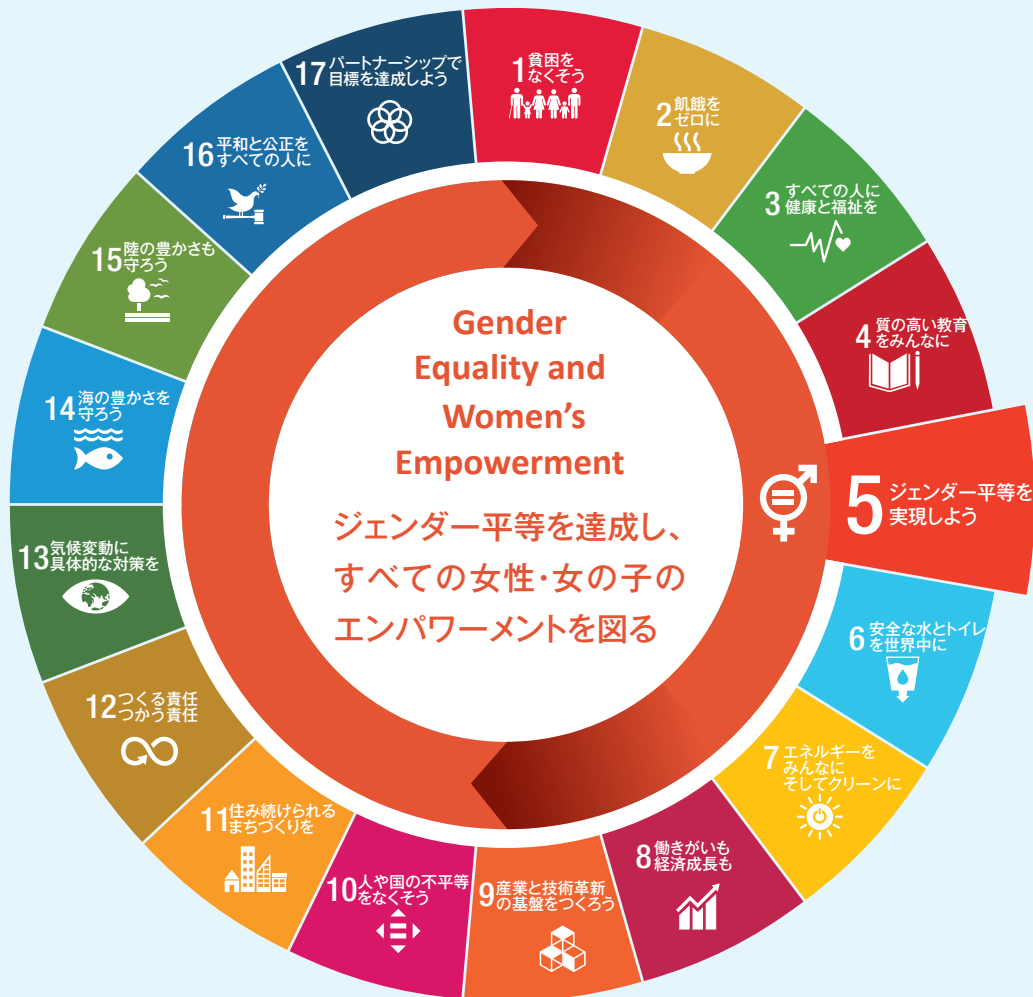 1 貧困を
なくそう
2 飢餓を
ゼロに
3 すべての人に
健康と福祉を
4 質の高い教育
をみんなに
5 ジェンダー平等を
実現しよう
6 安全な水とトイレ
を世界中に
7 エネルギーを
みんなに
そしてクリーンに
8 働きがいも
経済成長も
9 産業と技術革新
の基盤をつくろう
10 人や国の不平等
をなくそう
11 住み続けられる
まちづくりを
12 つくる責任
つかう責任
13 気候変動に
具体的な対策を
14 海の豊かさを
守ろう
15 陸の豊かさも
守ろう
16 平和と公正を
すべての人に
17 パートナーシップで
目標を達成しよう
Gender
Equality and
Women’s
Empowerment
ジェンダー平等を達成し、
すべての女性・女の子の
エンパワーメントを図る